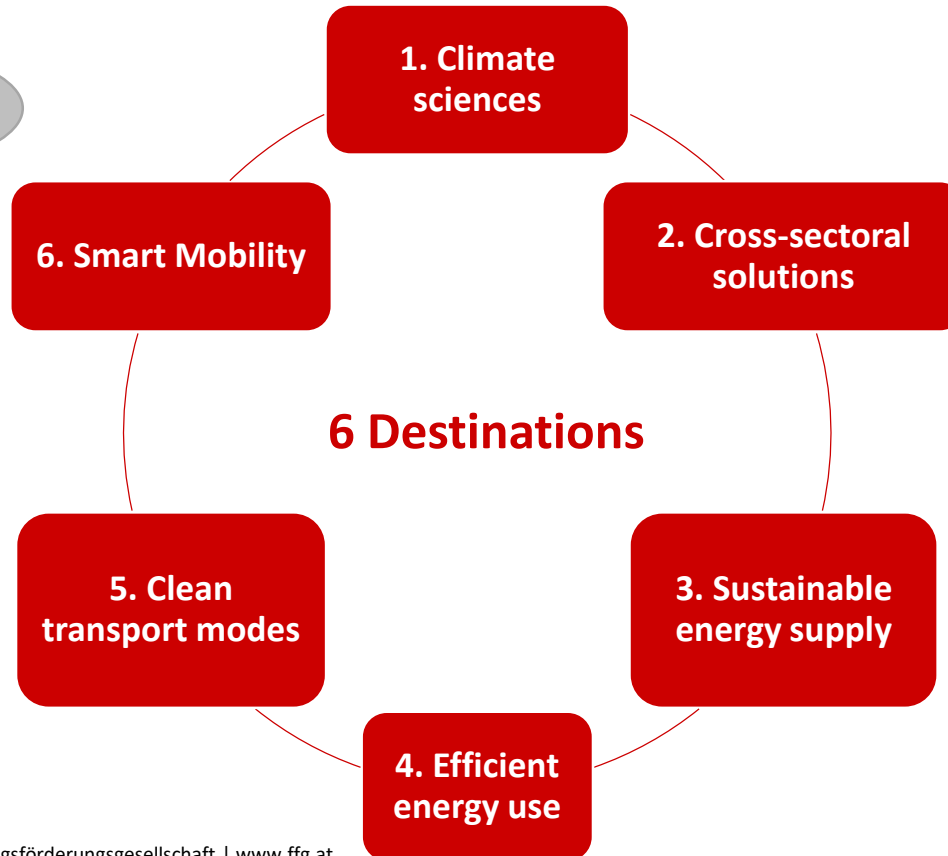 1. Climate
sciences
2. Cross-sectoral
solutions
3. Sustainable
energy supply
4. Efficient
energy use
5. Clean
transport modes
6. Smart Mobility
6 Destinations
gsförderungsgesellschaft | www.ffg.at